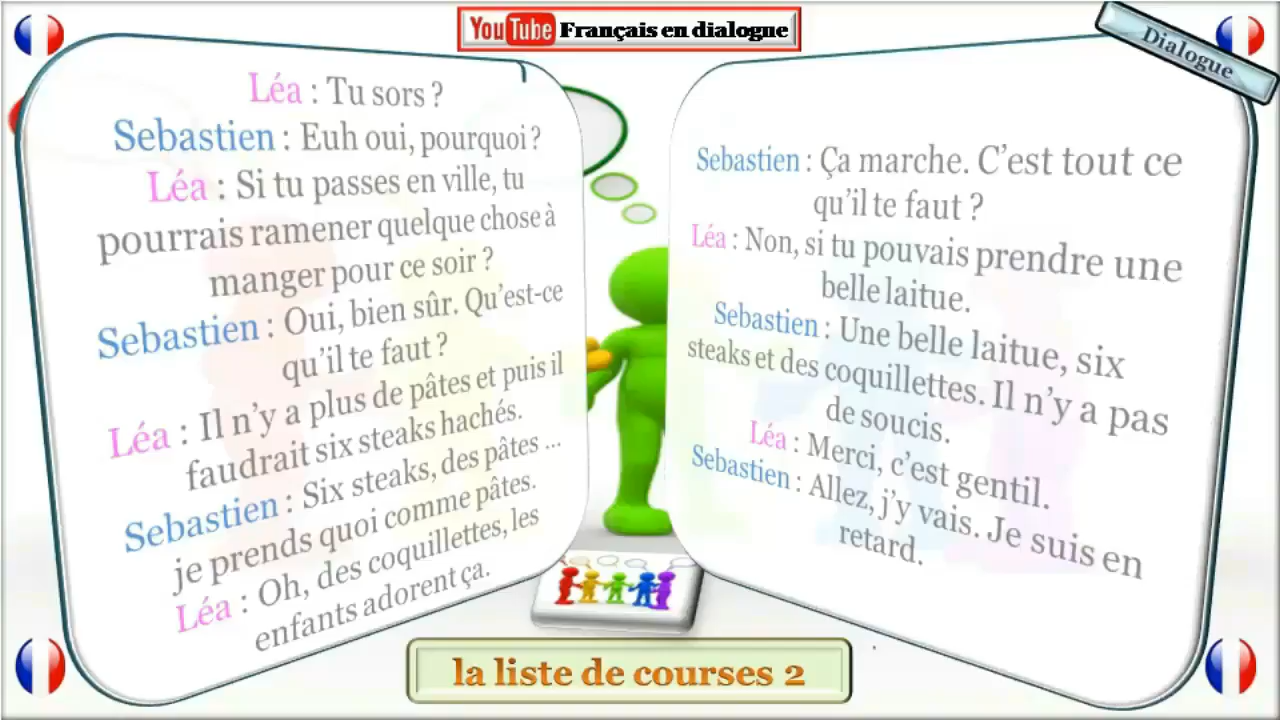 YouTube Français en dialogue
Dialogue
Léa : Tu sors ?
Sebastien : Euh oui, pourquoi ?
Léa : Si tu passes en ville, tu
pourrais ramener quelque chose à
manger pour ce soir ?
Sebastien : Oui, bien sûr. Qu'est-ce
qu'il te faut ?
Léa : Il n'y a plus de pâtes et puis il
faudrait six steaks hachés.
Sebastien : Six steaks, des pâtes ...
je prends quoi comme pâtes.
Léa : Oh, des coquillettes, les
enfants adorent ça.
Sebastien : Ça marche. C'est tout ce
qu'il te faut ?
Léa : Non, si tu pouvais prendre une
belle laitue.
Sebastien : Une belle laitue, six
steaks et des coquillettes. Il n'y a pas
de soucis.
Léa : Merci, c'est gentil.
Sebastien : Allez, j'y vais. Je suis en
retard.
la liste de courses 2